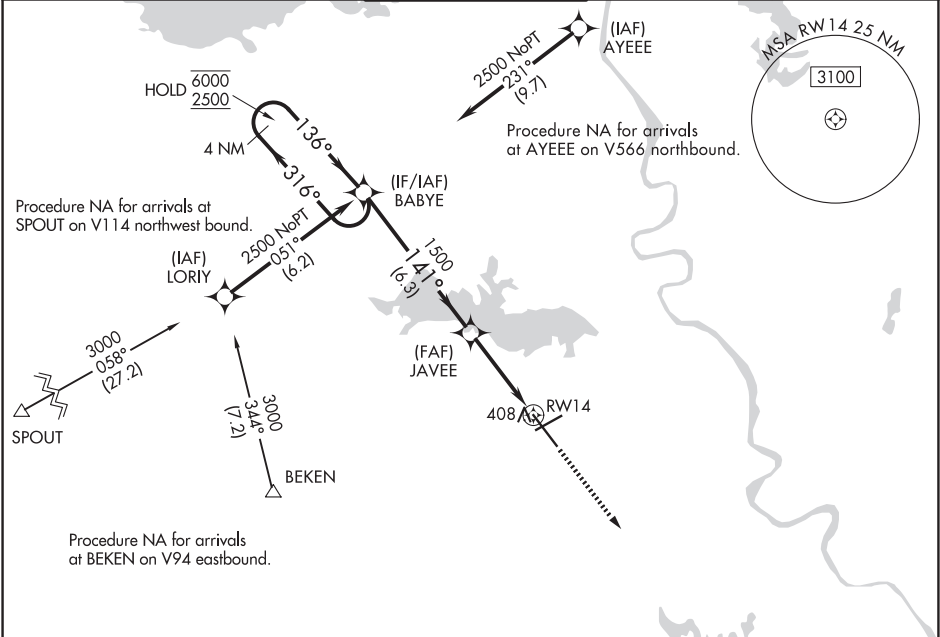 (IAF)
AYEEE
2500 NoPT
231°
(9.7)
MSA RW14 25 NM
3100
HOLD 6000
2500
4 NM
136°
316°
Procedure NA for arrivals
at AYEEE on V566 northbound.
(IF/IAF)
BABYE
Procedure NA for arrivals at
SPOUT on V114 northwest bound.
2500 NoPT
051°
(6.2)
(IAF)
LORIY
1500
141°
(6.3)
3000
058°
(27.2)
SPOUT
(FAF)
JAVEE
3000
344°
(7.2)
408
RW14
BEKEN
Procedure NA for arrivals
at BEKEN on V94 eastbound.